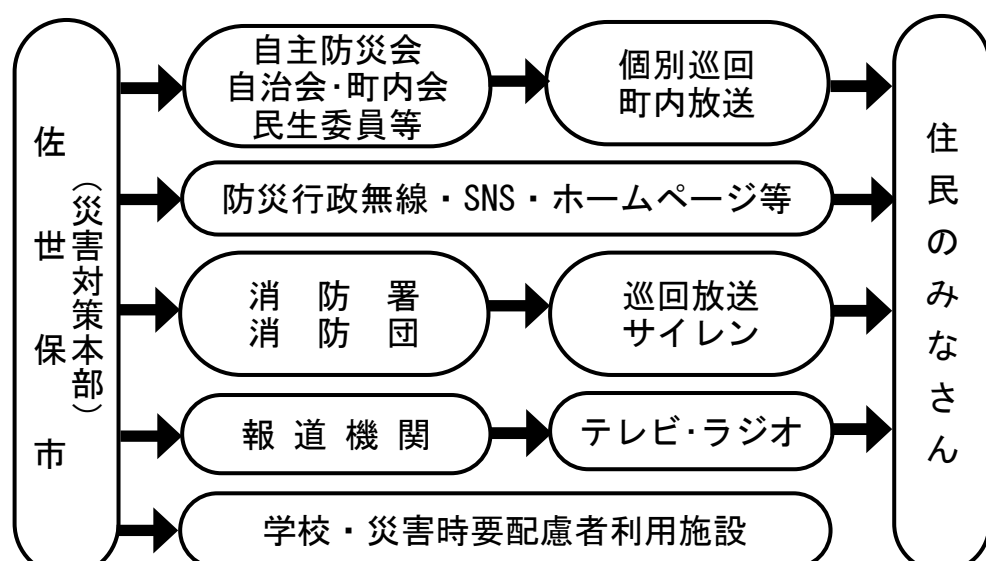 佐世保市
（災害対策本部）
自主防災会
自治会・町内会
民生委員等
個別巡回
町内放送
防災行政無線・SNS・ホームページ等
消防署
消防団
巡回放送
サイレン
報道機関
テレビ・ラジオ
学校・災害時要配慮者利用施設
住民のみなさん